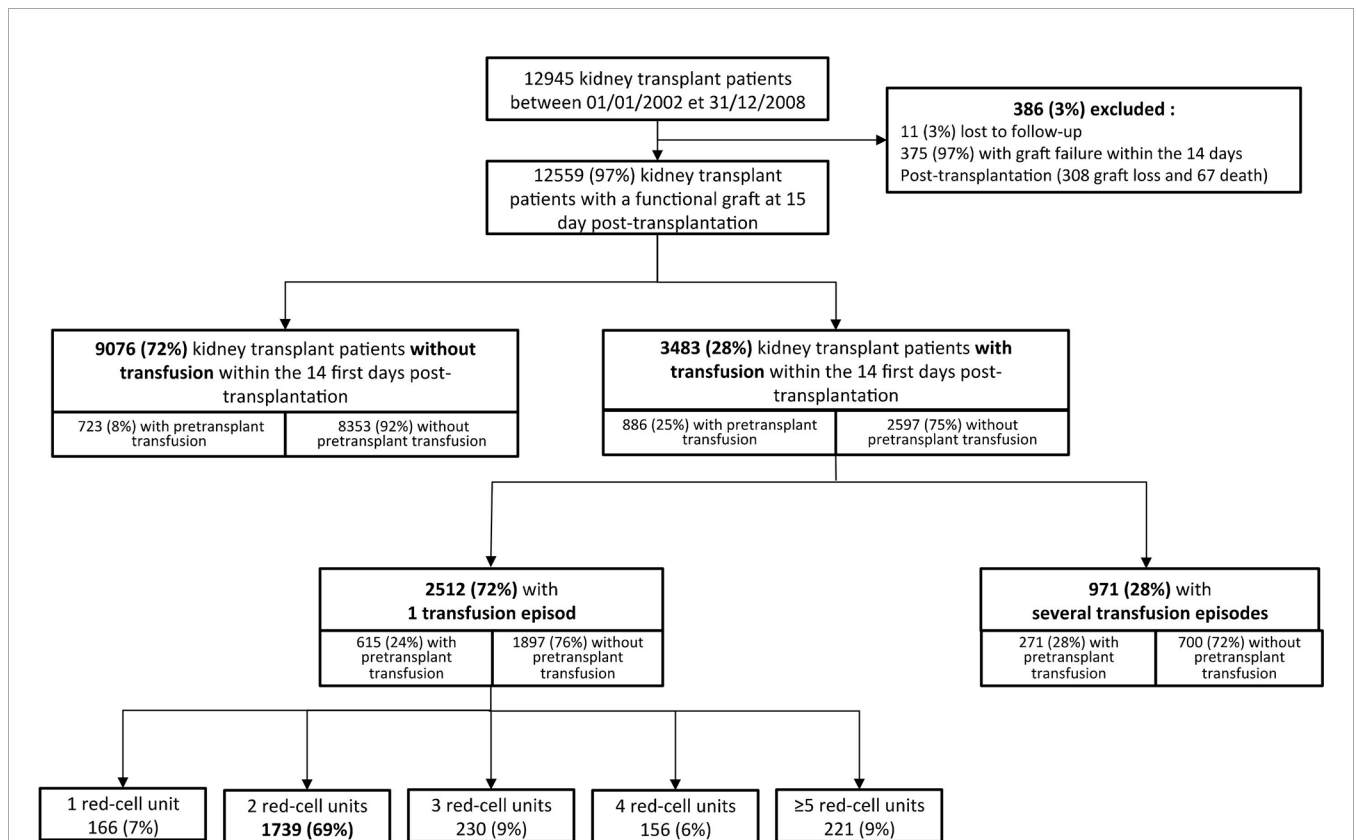 12945 kidney transplant patients
between 01/01/2002 et 31/12/2008
386 (3%) excluded :
11 (3%) lost to follow-up
375 (97%) with graft failure within the 14 days
Post-transplantation (308 graft loss and 67 death)
12559 (97%) kidney transplant
patients with a functional graft at 15
day post-transplantation
9076 (72%) kidney transplant patients without
transfusion within the 14 first days post-
transplantation
723 (8%) with pretransplant
transfusion
8353 (92%) without
pretransplant transfusion
3483 (28%) kidney transplant patients with
transfusion within the 14 first days post-
transplantation
886 (25%) with pretransplant
transfusion
2597 (75%) without
pretransplant transfusion
2512 (72%) with
1 transfusion episod
615 (24%) with
pretransplant
transfusion
1897 (76%) without
pretransplant
transfusion
971 (28%) with
several transfusion episodes
271 (28%) with
pretransplant
transfusion
700 (72%) without
pretransplant
transfusion
1 red-cell unit
166 (7%)
2 red-cell units
1739 (69%)
3 red-cell units
230 (9%)
4 red-cell units
156 (6%)
≥5 red-cell units
221 (9%)